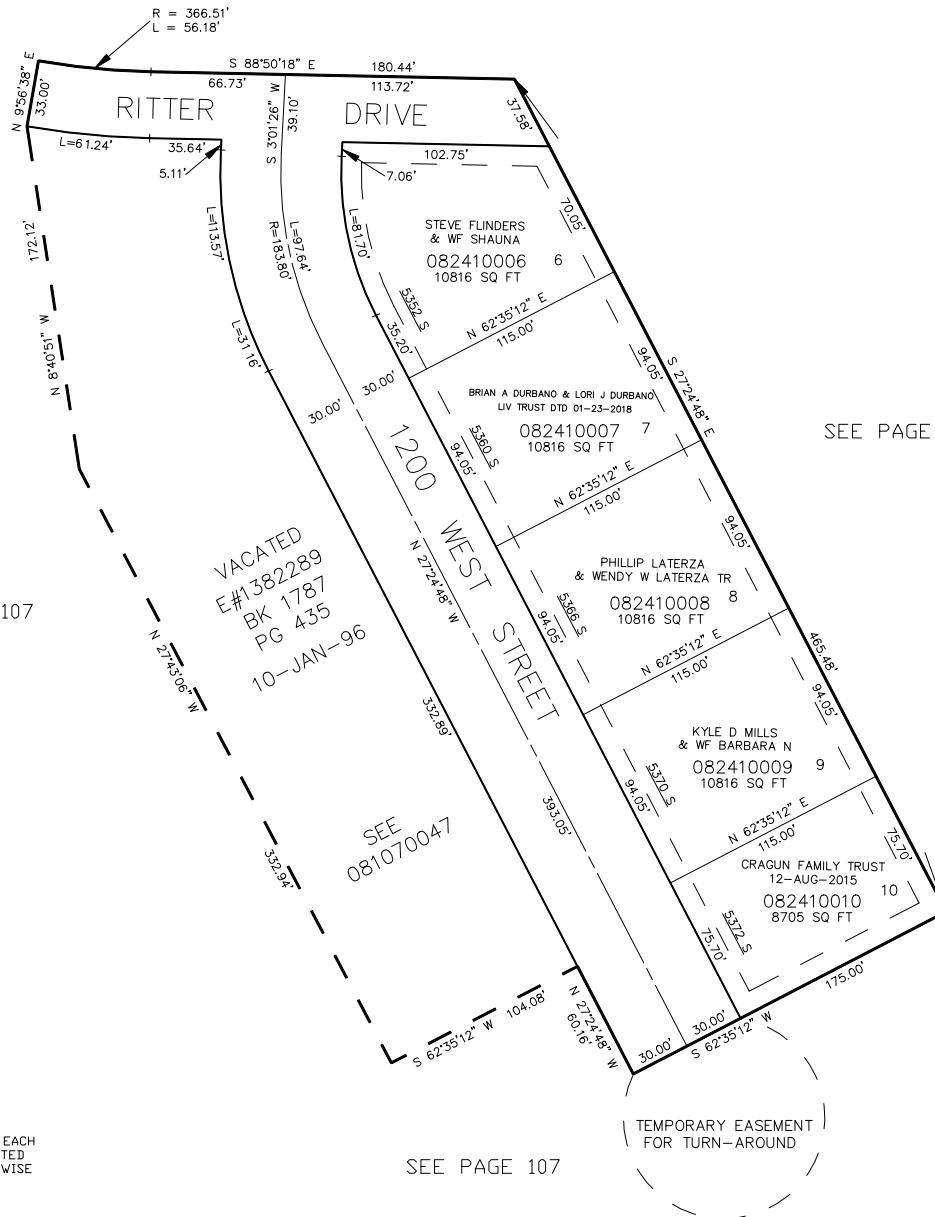 R = 366.51'
L = 56.18'
S 88°50'18" E
180.44'
66.73'
113.72'
N 9°56'38" E
33.00'
RITTER DRIVE
S 3°01'26" W
39.10'
37.58'
L=61.24'
35.64'
5.11'
7.06'
102.75'
172.12'
N 8°40'51" W
L=113.57'
L=31.16'
R=183.80'
L=97.64'
L=81.70'
35.20'
30.00'
30.00'
STEVE FLINDERS
& WF SHAUNA
082410006 6
10816 SQ FT
5352 S
70.05'
N 62°35'12" E
115.00'
94.05'
S 27°24'48" E
BRIAN A DURBANO & LORI J DURBANO
LIV TRUST DTD 01-23-2018
082410007 7
10816 SQ FT
5360 S
94.05'
N 62°35'12" E
115.00'
94.05'
SEE PAGE
1200 WEST STREET
N 27°24'48" W
393.05'
PHILLIP LATERZA
& WENDY W LATERZA TR
082410008 8
10816 SQ FT
5366 S
94.05'
N 62°35'12" E
115.00'
465.48'
94.05'
VACATED
E#1382289
BK 1787
PG 435
10-JAN-96
107
N 27°43'06" W
332.94'
332.89'
KYLE D MILLS
& WF BARBARA N
082410009 9
10816 SQ FT
5370 S
94.05'
N 62°35'12" E
115.00'
75.70'
SEE
081070047
CRAGUN FAMILY TRUST
12-AUG-2015
082410010 10
8705 SQ FT
5372 S
75.70'
175.00'
S 62°35'12" W
104.08'
N 27°24'48" W
60.16'
30.00'
30.00'
S 62°35'12" W
TEMPORARY EASEMENT
FOR TURN-AROUND
EACH
TED
WISE
SEE PAGE 107